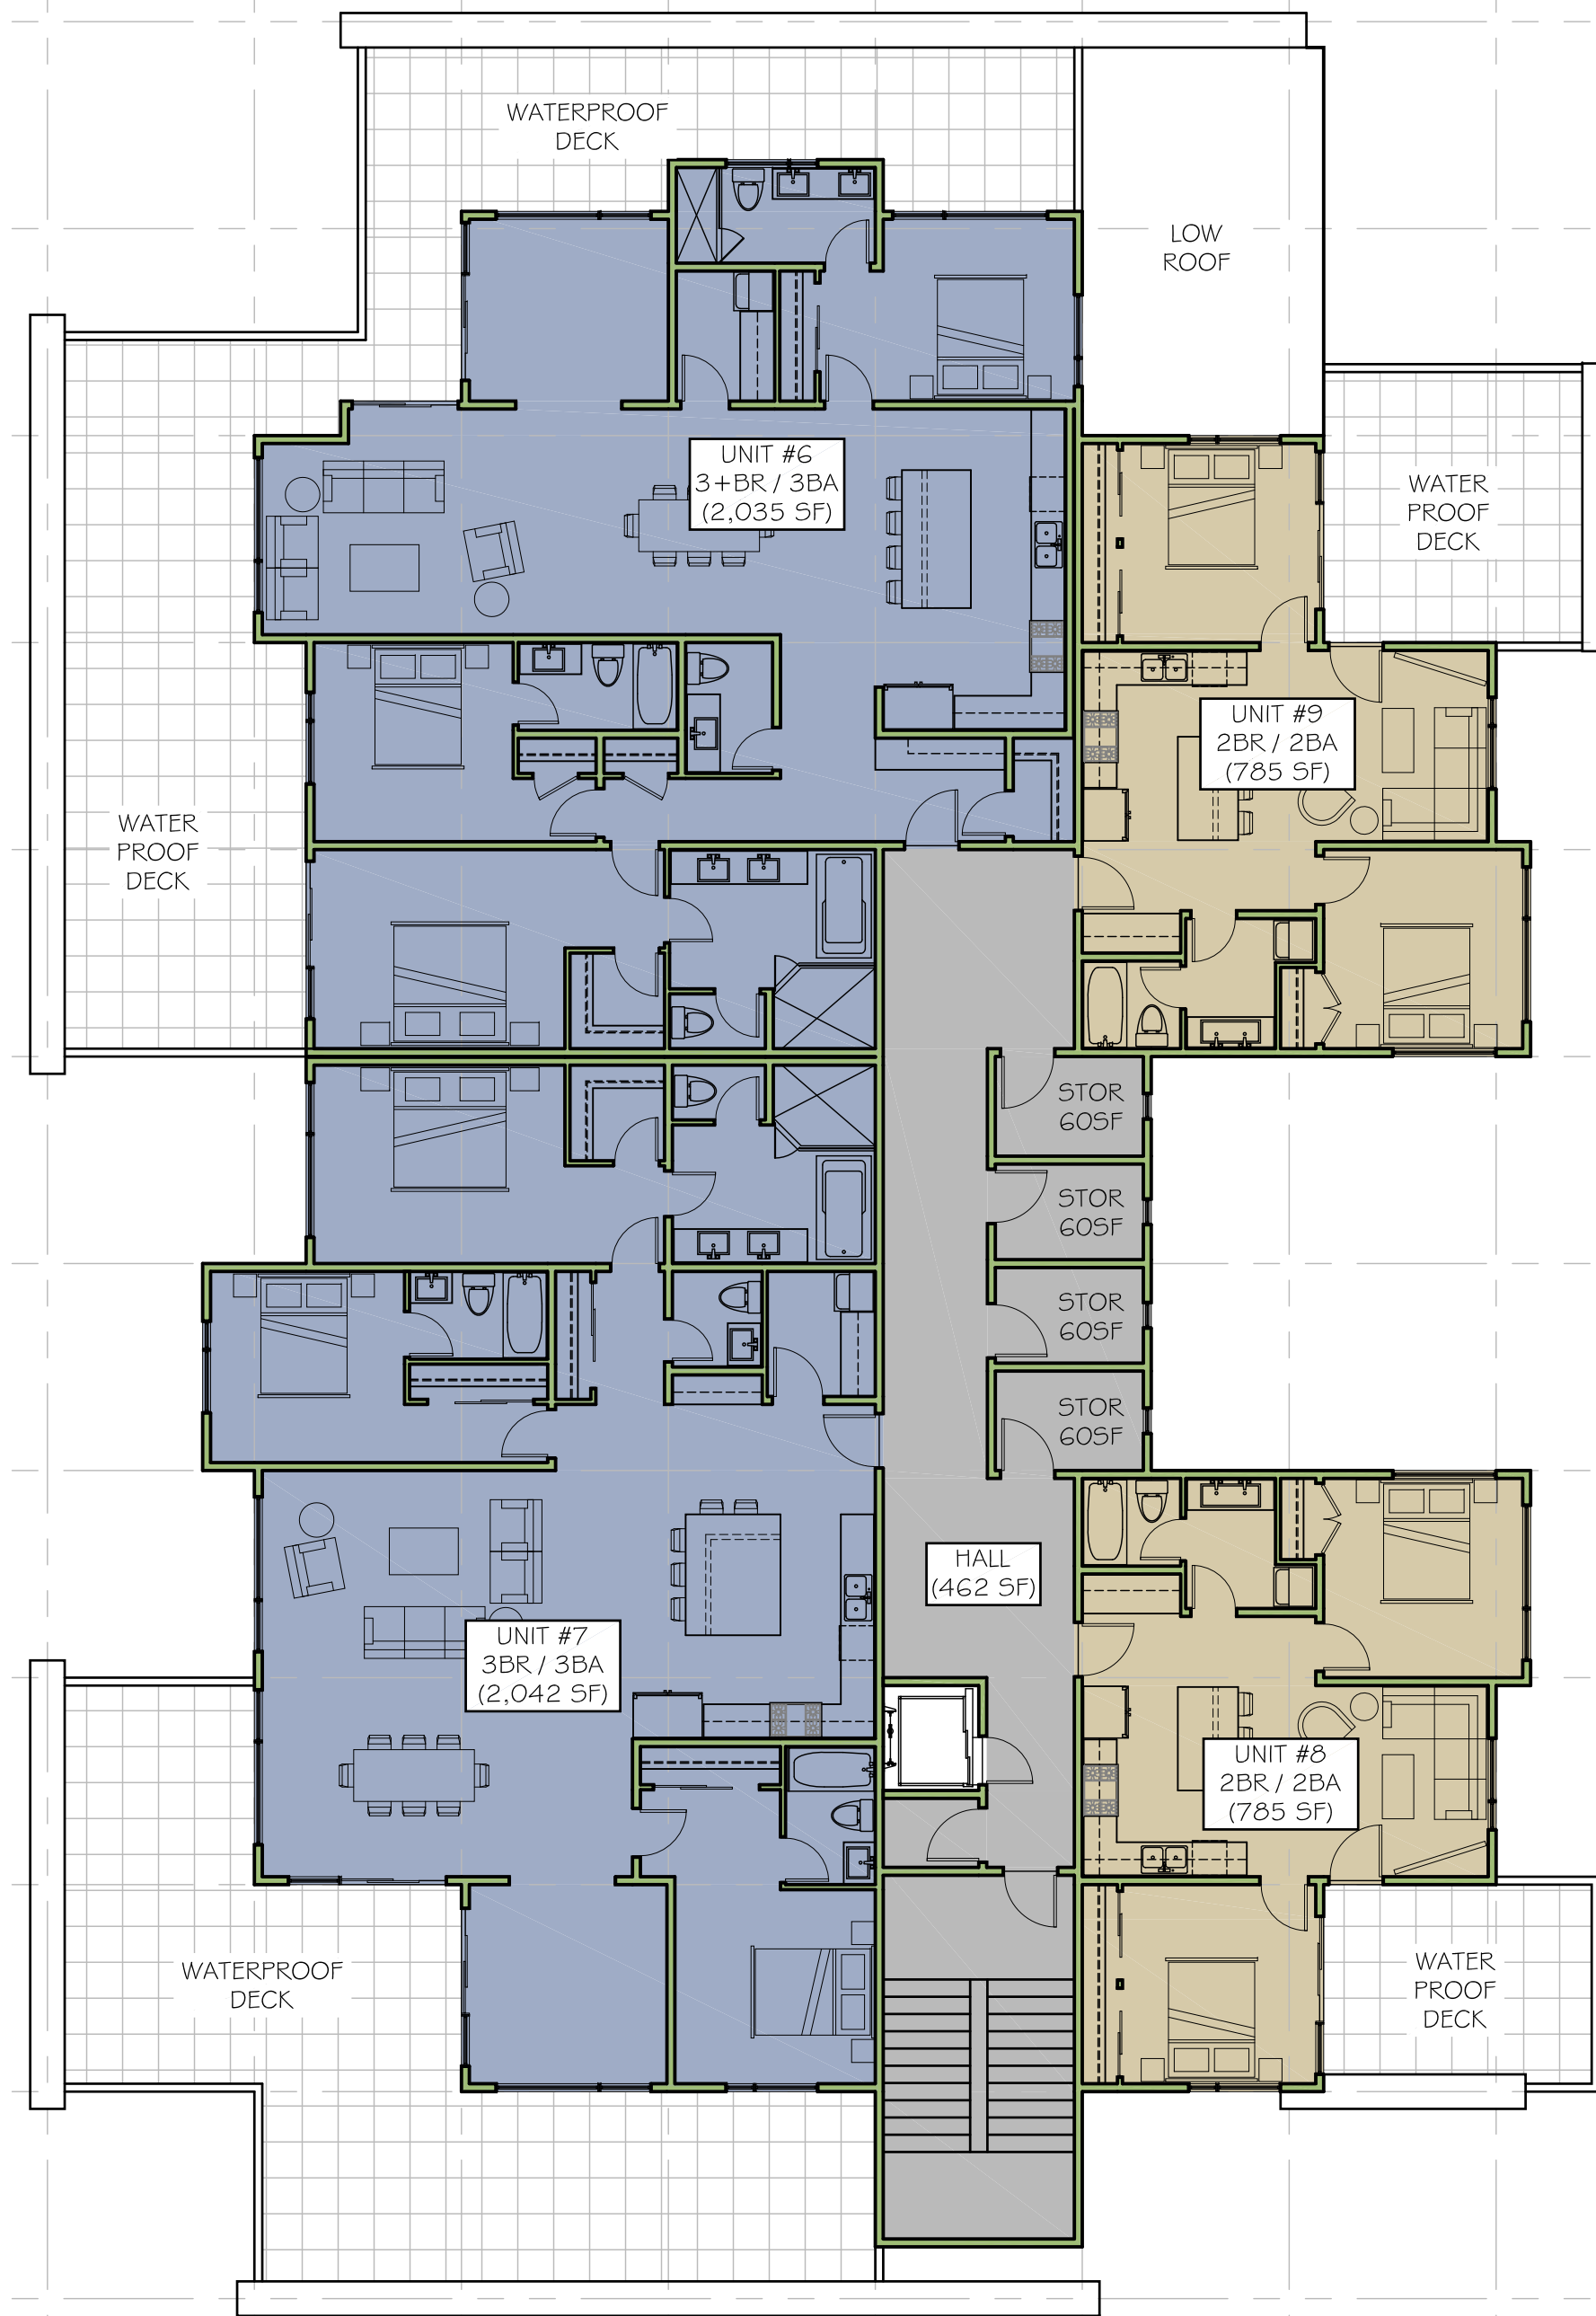 WATERPROOF
DECK
LOW
ROOF
UNIT #6
3+BR / 3BA
(2,035 SF)
WATER
PROOF
DECK
UNIT #9
2BR / 2BA
(785 SF)
WATER
PROOF
DECK
STOR
60SF
STOR
60SF
STOR
60SF
STOR
60SF
HALL
(462 SF)
UNIT #7
3BR / 3BA
(2,042 SF)
UNIT #8
2BR / 2BA
(785 SF)
WATERPROOF
DECK
WATER
PROOF
DECK